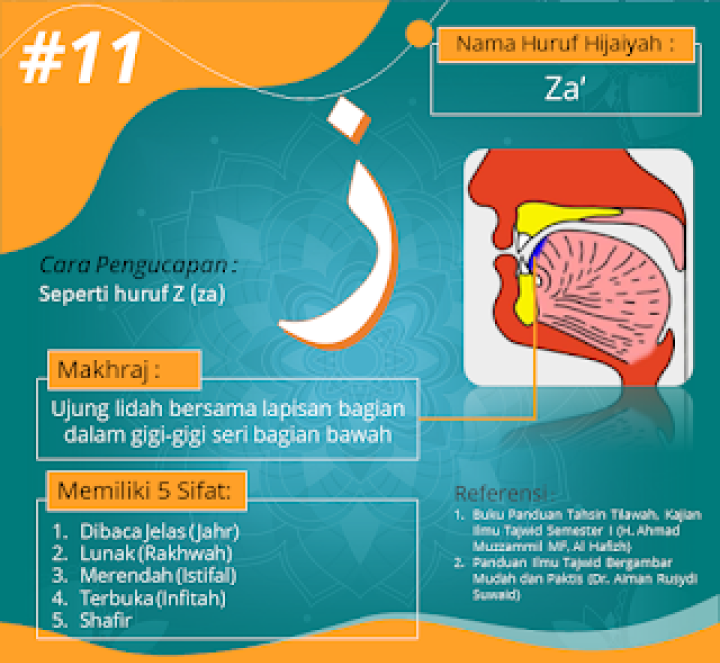 #11
Nama Huruf Hijaiyah :
Za’
ز
Cara Pengucapan :
Seperti huruf Z (za)
Makhraj :
Ujung lidah bersama lapisan bagian
dalam gigi-gigi seri bagian bawah
Memiliki 5 Sifat:
1. Dibaca Jelas (Jahr)
2. Lunak (Rakhwah)
3. Merendah (Istifal)
4. Terbuka (Infitah)
5. Shafir
Referensi:
1. Buku Panduan Tahsin Tilawah, Kajian
Ilmu Tajwid Semester I (H. Ahmad
Muzzammil MF, Al Hafizh)
2. Panduan Ilmu Tajwid Bergambar
Mudah dan Paktis (Dr. Aiman Rusydi
Suwaid)